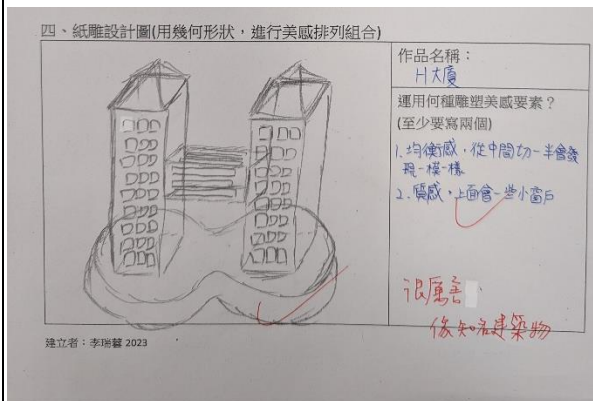 四、紙雕設計圖(用幾何形狀，進行美感排列組合)
作品名稱：
H大廈
運用何種雕塑美感要素？
(至少要寫兩個)
1. 均衡感，從中間切一半會發
現一模一樣
2. 質感，上面會一些小窗戶
很厲害
像知名建築物
建立者：李瑞馨 2023